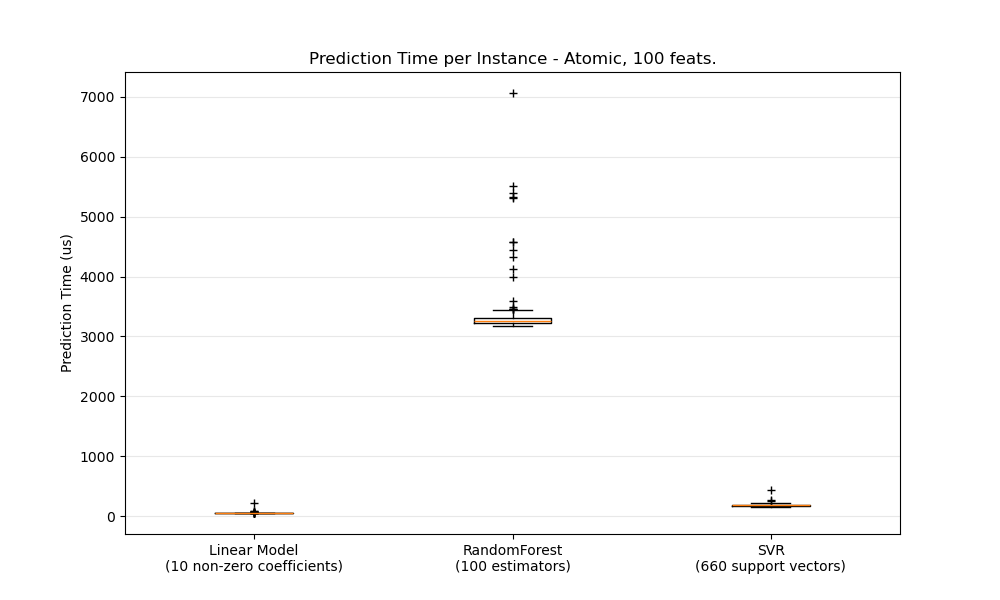 Prediction Time per Instance - Atomic, 100 feats.
Prediction Time (us)
7000
6000
5000
4000
3000
2000
1000
0
Linear Model
(10 non-zero coefficients)
RandomForest
(100 estimators)
SVR
(660 support vectors)